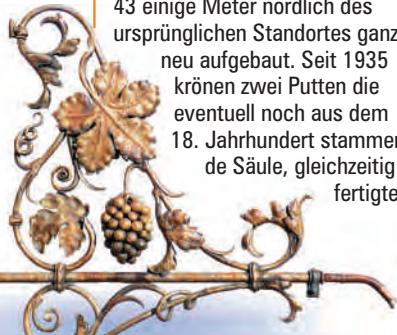 43 einige Meter nördlich des
ursprünglichen Standortes ganz
neu aufgebaut. Seit 1935
krönen zwei Putten die
eventuell noch aus dem
18. Jahrhundert stammen
de Säule, gleichzeitig
fertigte